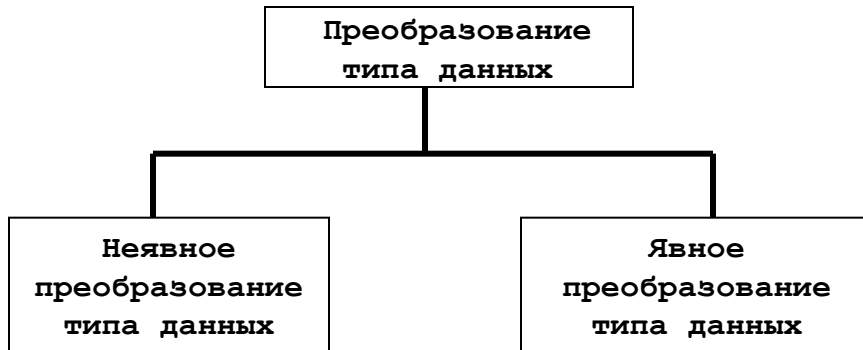 Преобразование
типа данных
Неявное
преобразование
типа данных
Явное
преобразование
типа данных